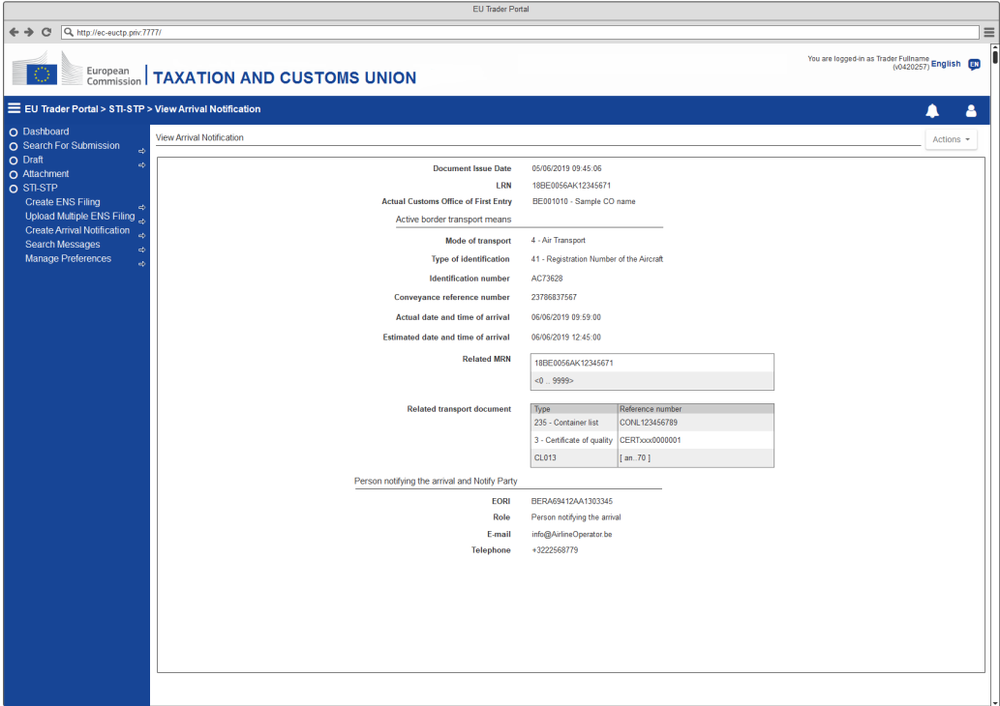 EU Trader Portal
http://ec-euctp.priv:7777/
European
Commission
TAXATION AND CUSTOMS UNION
You are logged-in as Trader Fullname
(v0420257)
English
EN
EU Trader Portal > STI-STP > View Arrival Notification
Dashboard
Search For Submission
Draft
Attachment
STI-STP
Create ENS Filing
Upload Multiple ENS Filing
Create Arrival Notification
Search Messages
Manage Preferences
View Arrival Notification
Actions
Document Issue Date 05/06/2019 09:45:06
LRN 18BE0056AK12345671
Actual Customs Office of First Entry BE001010 - Sample CO name
Active border transport means
Mode of transport 4 - Air Transport
Type of identification 41 - Registration Number of the Aircraft
Identification number AC73628
Conveyance reference number 23786837567
Actual date and time of arrival 06/06/2019 09:59:00
Estimated date and time of arrival 06/06/2019 12:45:00
Related MRN 18BE0056AK12345671
<0 .. 9999>
Related transport document Type Reference number
235 - Container list CONL123456789
3 - Certificate of quality CERTxxx0000001
CL013 [ an..70 ]
Person notifying the arrival and Notify Party
EORI BERA69412AA1303345
Role Person notifying the arrival
E-mail info@AirlineOperator.be
Telephone +3222568779